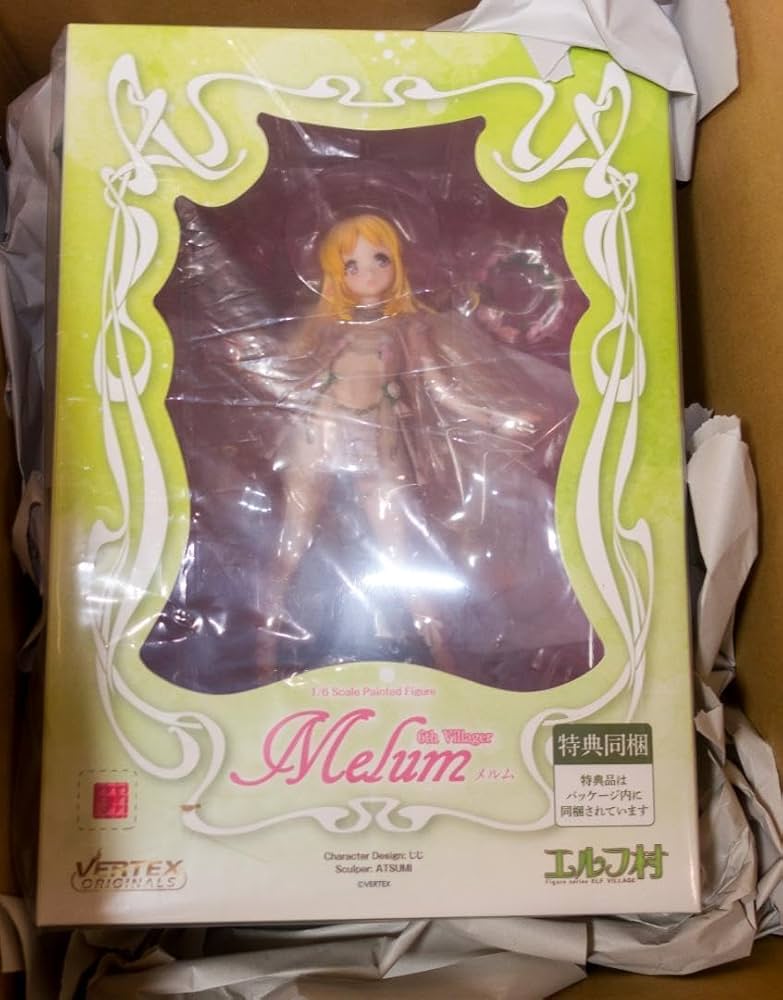 1/6 Scale Painted Figure
6th Villager
Melum メルム
特典同梱
特典品は
パッケージ内に
同梱されています
Character Design: じじ
Sculper: ATSUMI
©VERTEX
VERTEX
ORIGINALS
エルフ村
Figure series ELF VILLAGE